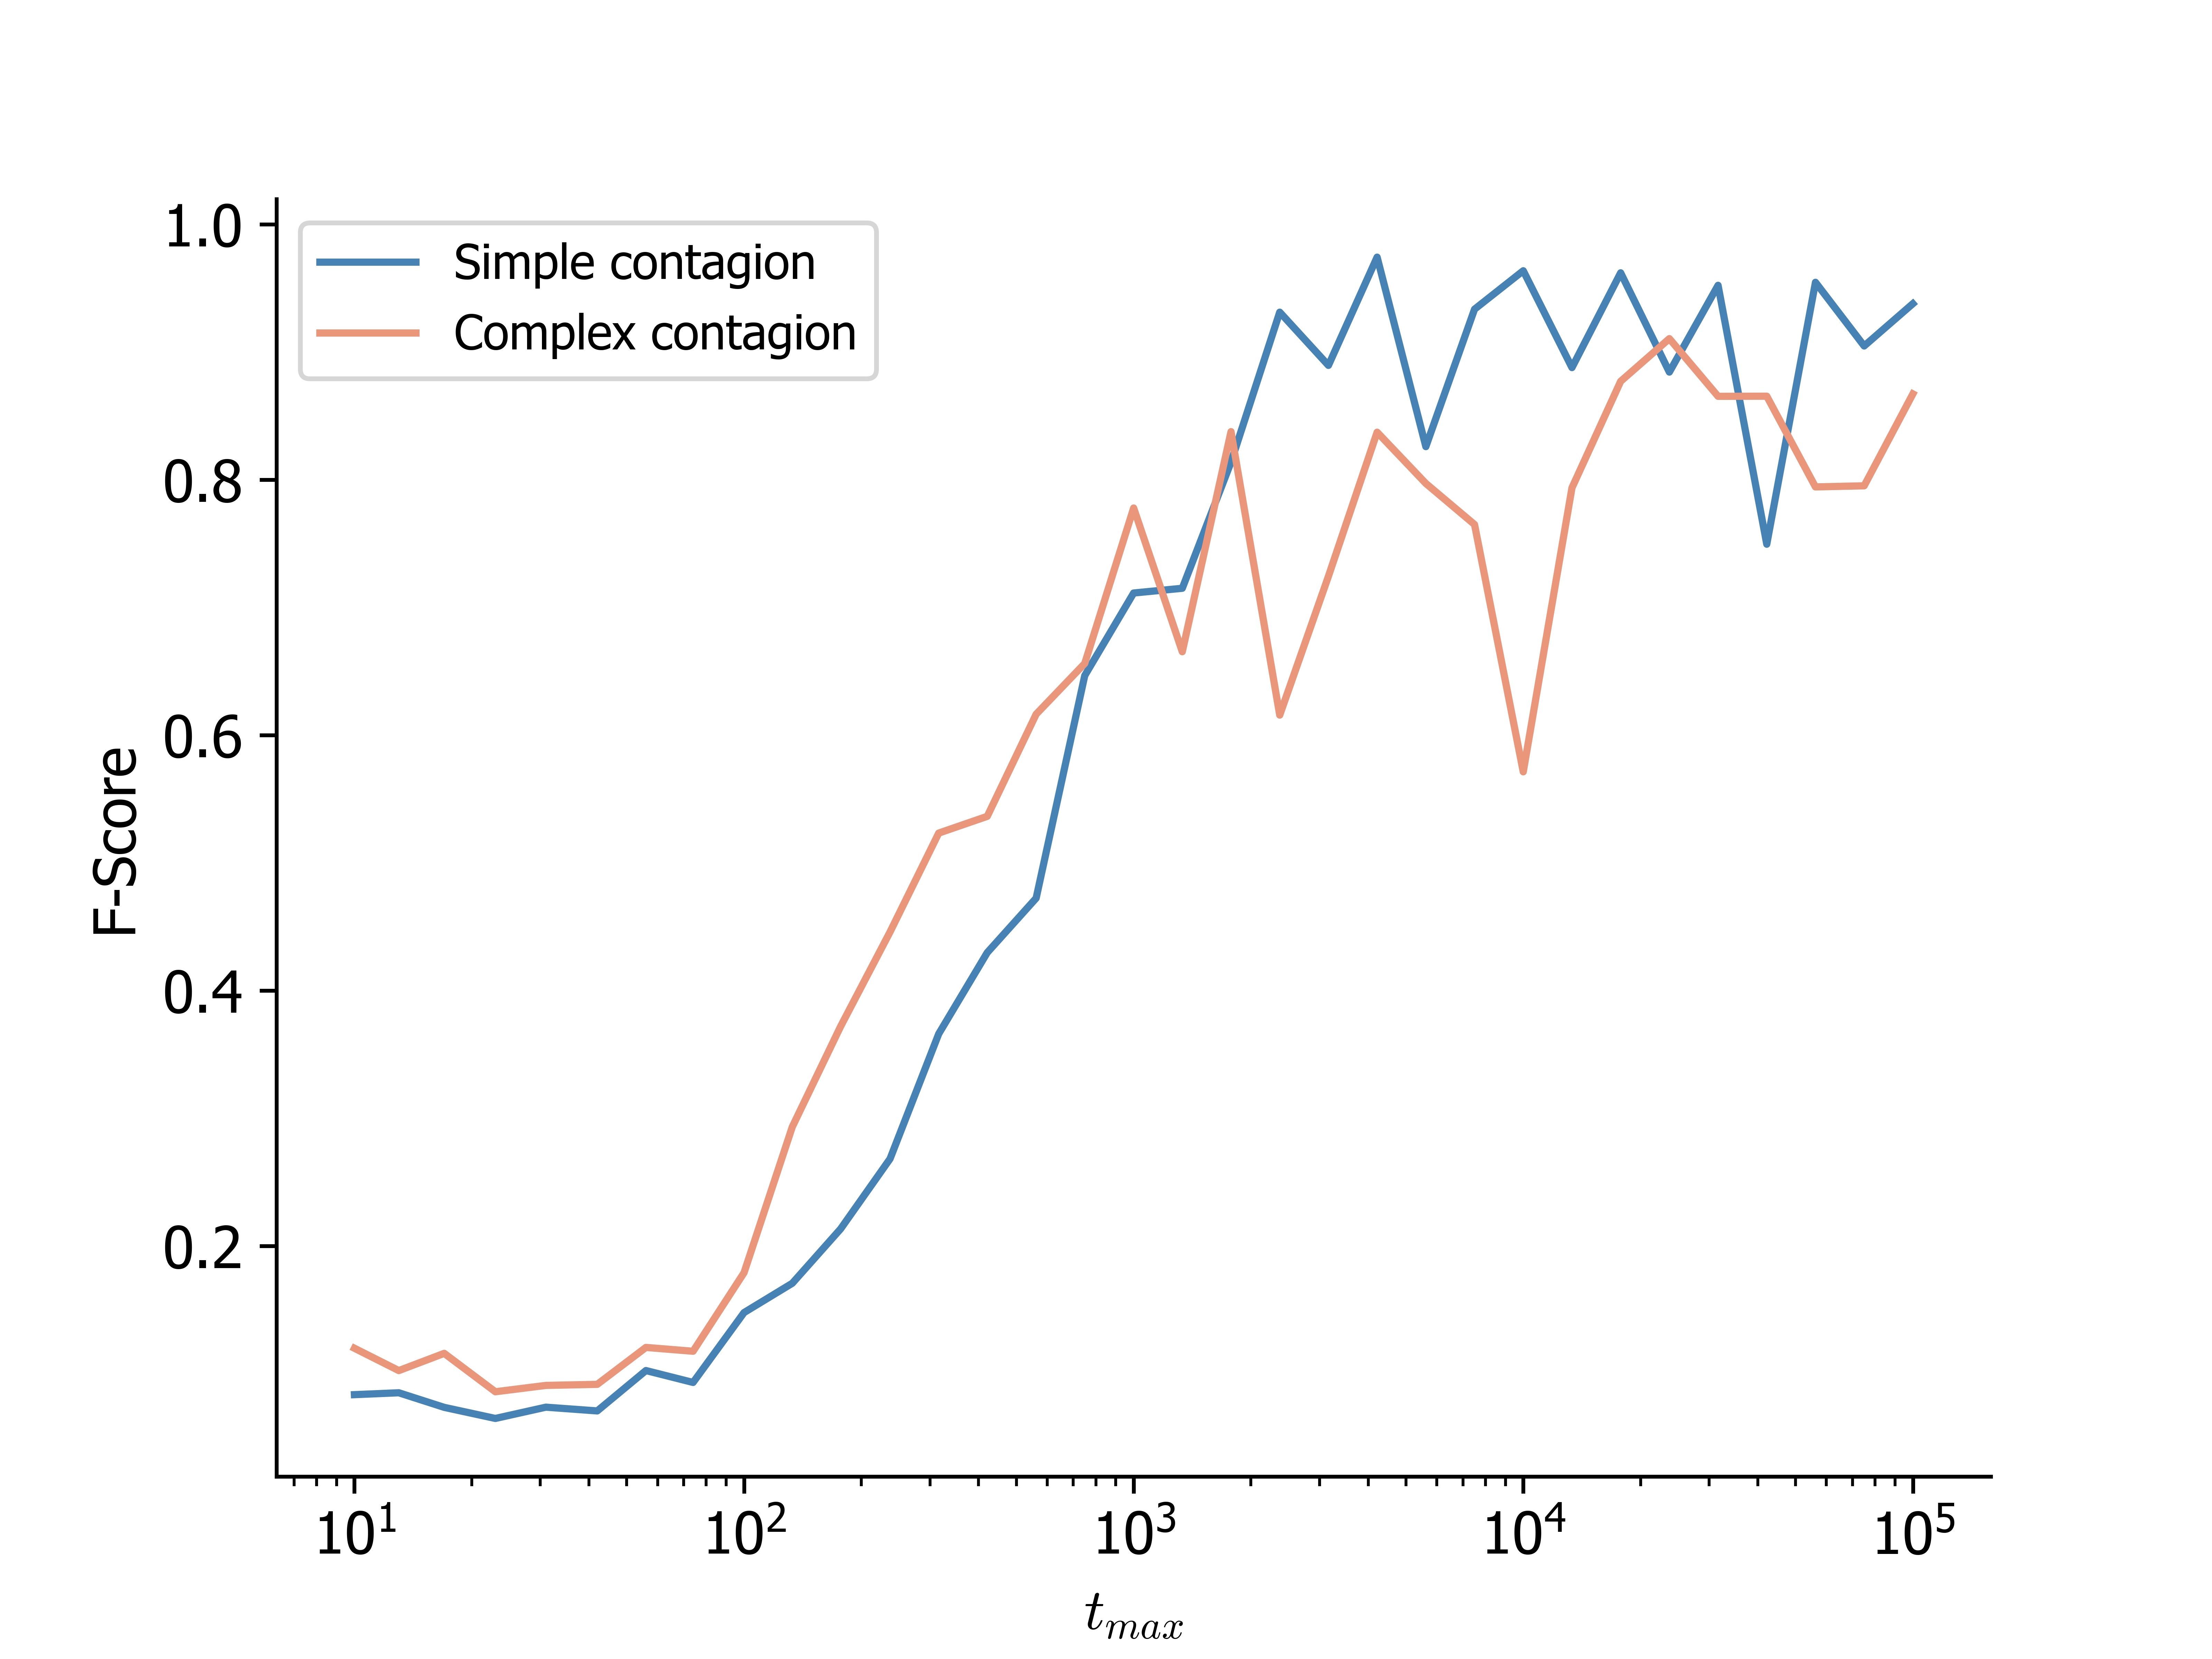 1.0
0.8
0.6
0.4
0.2
F-Score
Simple contagion
Complex contagion
10¹ 10² 10³ 10⁴ 10⁵
t_max